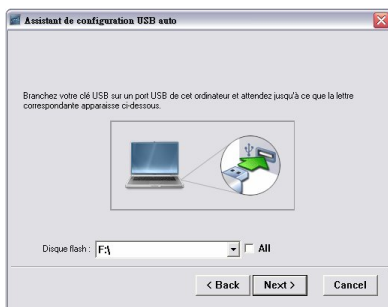 Assistant de configuration USB auto
Branchez votre clé USB sur un port USB de cet ordinateur et attendez jusqu'à ce que la lettre
correspondante apparaisse ci-dessous.
Disque flash : F:\ All
< Back Next > Cancel